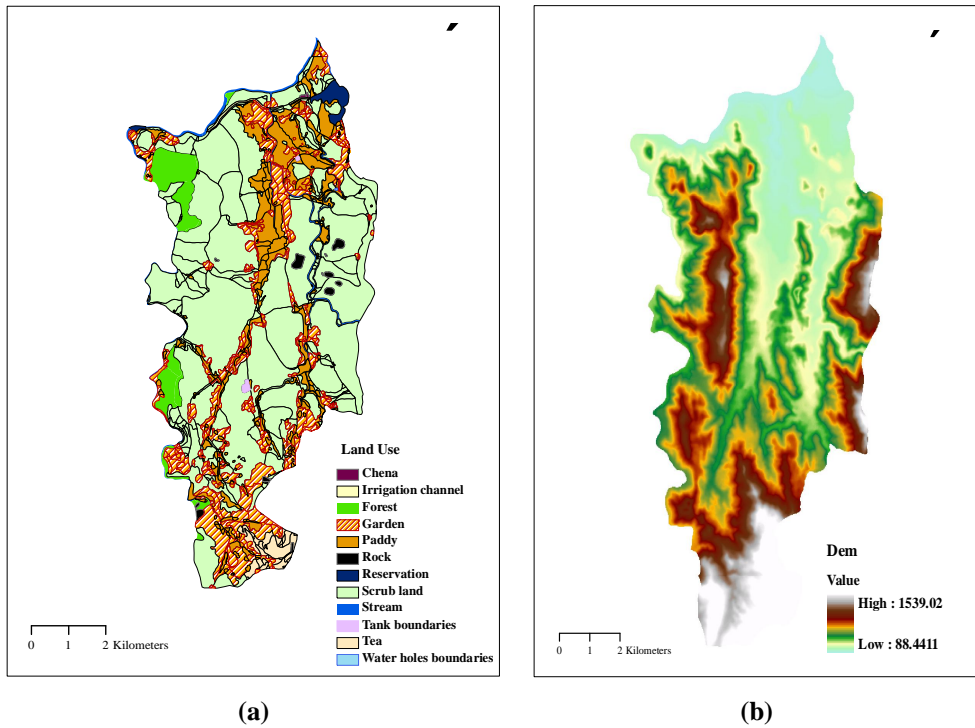 Land Use
Chena
Irrigation channel
Forest
Garden
Paddy
Rock
Reservation
Scrub land
Stream
Tank boundaries
Tea
Water holes boundaries
0 1 2 Kilometers
(a)
Dem
Value
High : 1539.02
Low : 88.4411
0 1 2 Kilometers
(b)